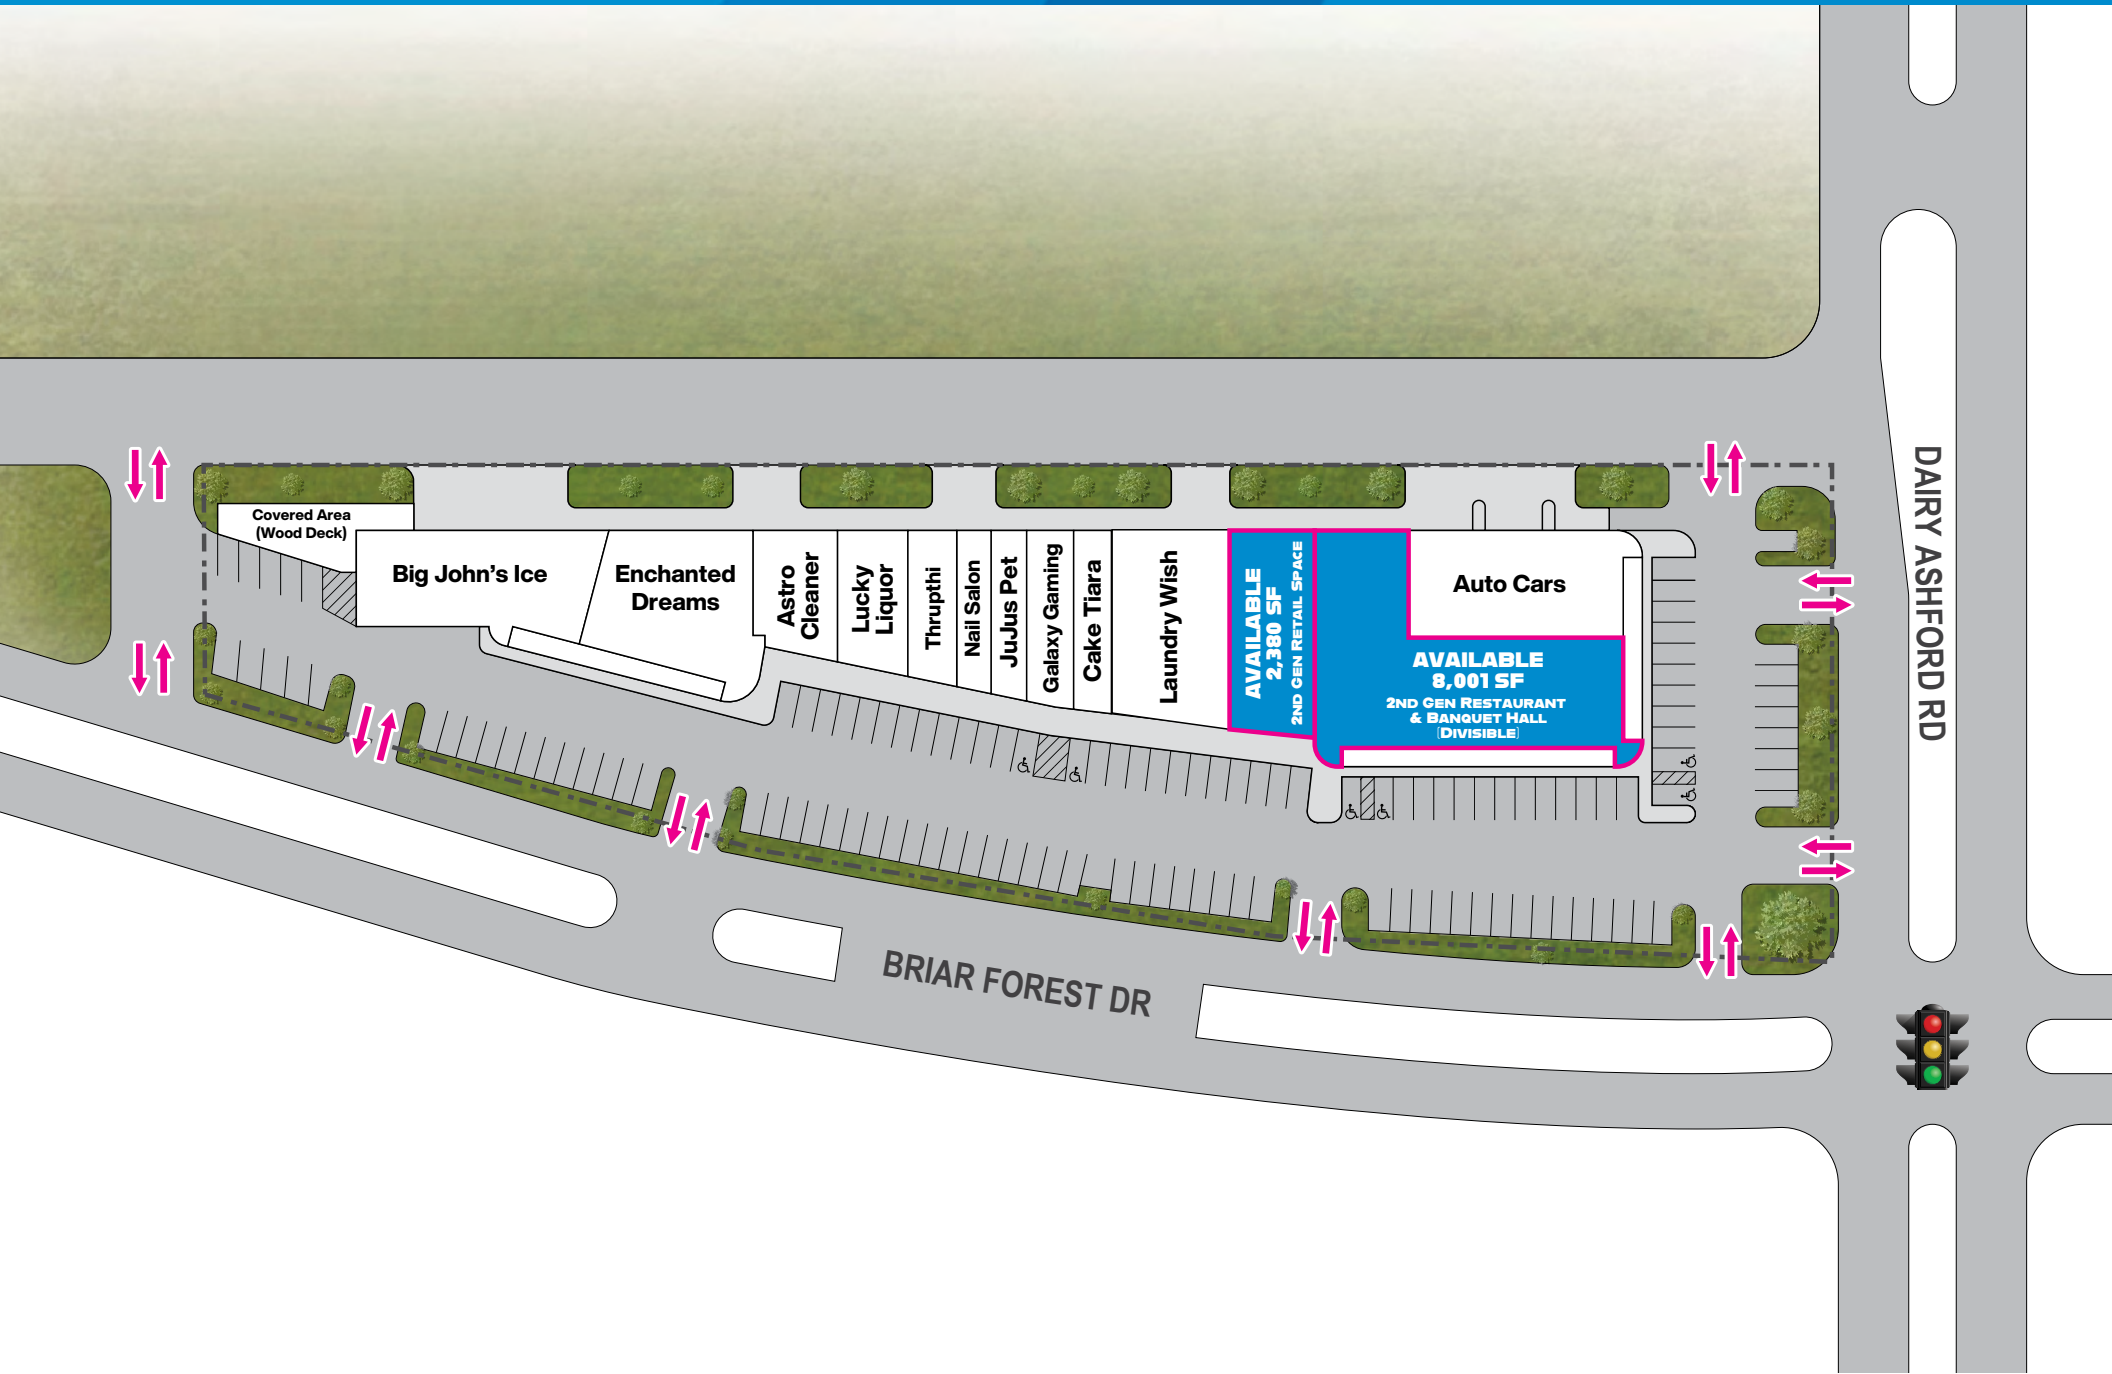 Covered Area
(Wood Deck)
Big John's Ice
Enchanted
Dreams
Astro
Cleaner
Lucky
Liquor
Thrupthi
Nail Salon
JuJus Pet
Galaxy Gaming
Cake Tiara
Laundry Wish
AVAILABLE
2,380 SF
2ND GEN RETAIL SPACE
Auto Cars
AVAILABLE
8,001 SF
2ND GEN RESTAURANT
& BANQUET HALL
(DIVISIBLE)
DAIRY ASHFORD RD
BRIAR FOREST DR